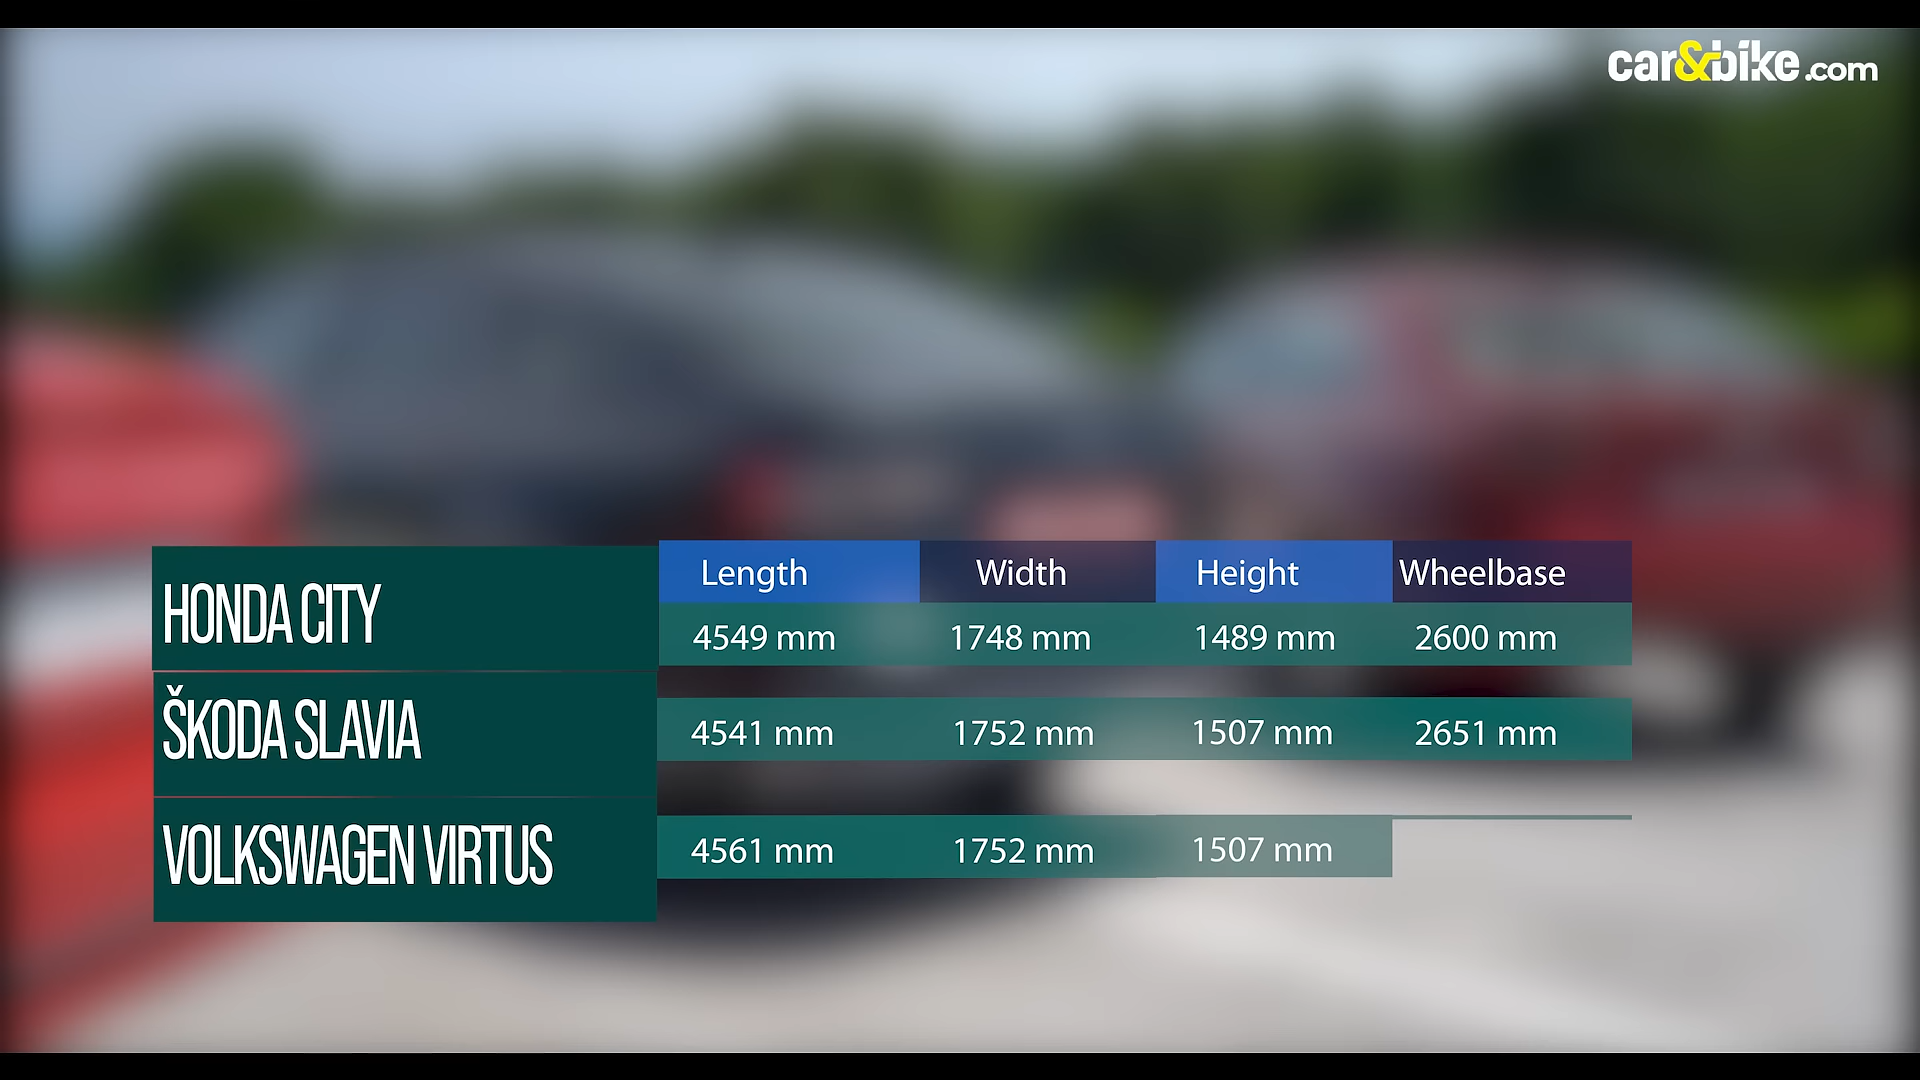 car&bike.com
Length Width Height Wheelbase
HONDA CITY 4549 mm 1748 mm 1489 mm 2600 mm
ŠKODA SLAVIA 4541 mm 1752 mm 1507 mm 2651 mm
VOLKSWAGEN VIRTUS 4561 mm 1752 mm 1507 mm